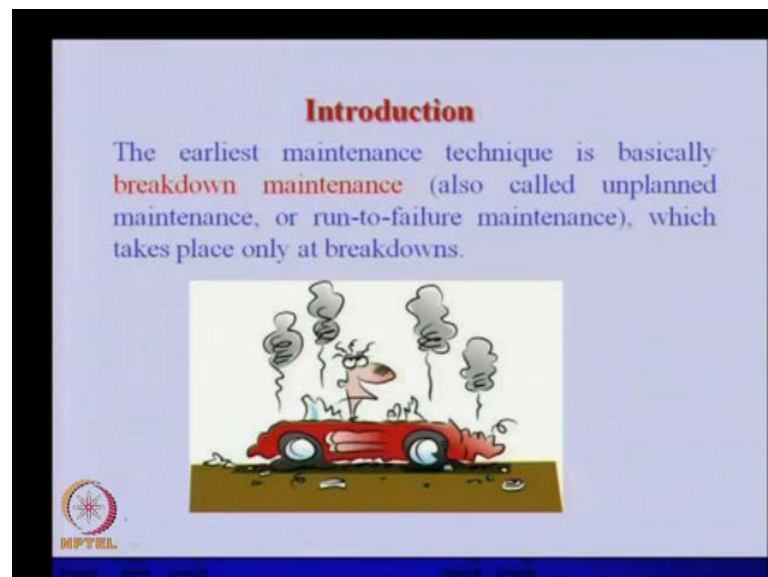 Introduction
The earliest maintenance technique is basically
breakdown maintenance (also called unplanned
maintenance, or run-to-failure maintenance), which
takes place only at breakdowns.
NPTEL